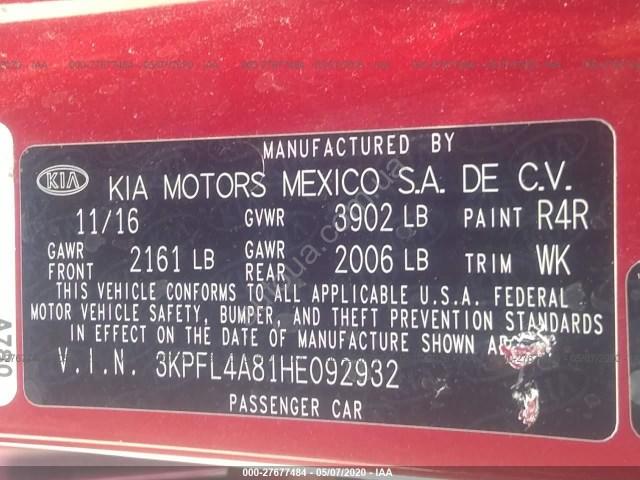 MANUFACTURED BY
KIA KIA MOTORS MEXICO S.A. DE C.V.
11/16 GVWR 3902 LB PAINT R4R
GAWR FRONT 2161 LB GAWR REAR 2006 LB TRIM WK
THIS VEHICLE CONFORMS TO ALL APPLICABLE U.S.A. FEDERAL
MOTOR VEHICLE SAFETY, BUMPER, AND THEFT PREVENTION STANDARDS
IN EFFECT ON THE DATE OF MANUFACTURE SHOWN
V.I.N. 3KPFL4A81HE092932
PASSENGER CAR
000-27677484 - 05/07/2020 - IAA